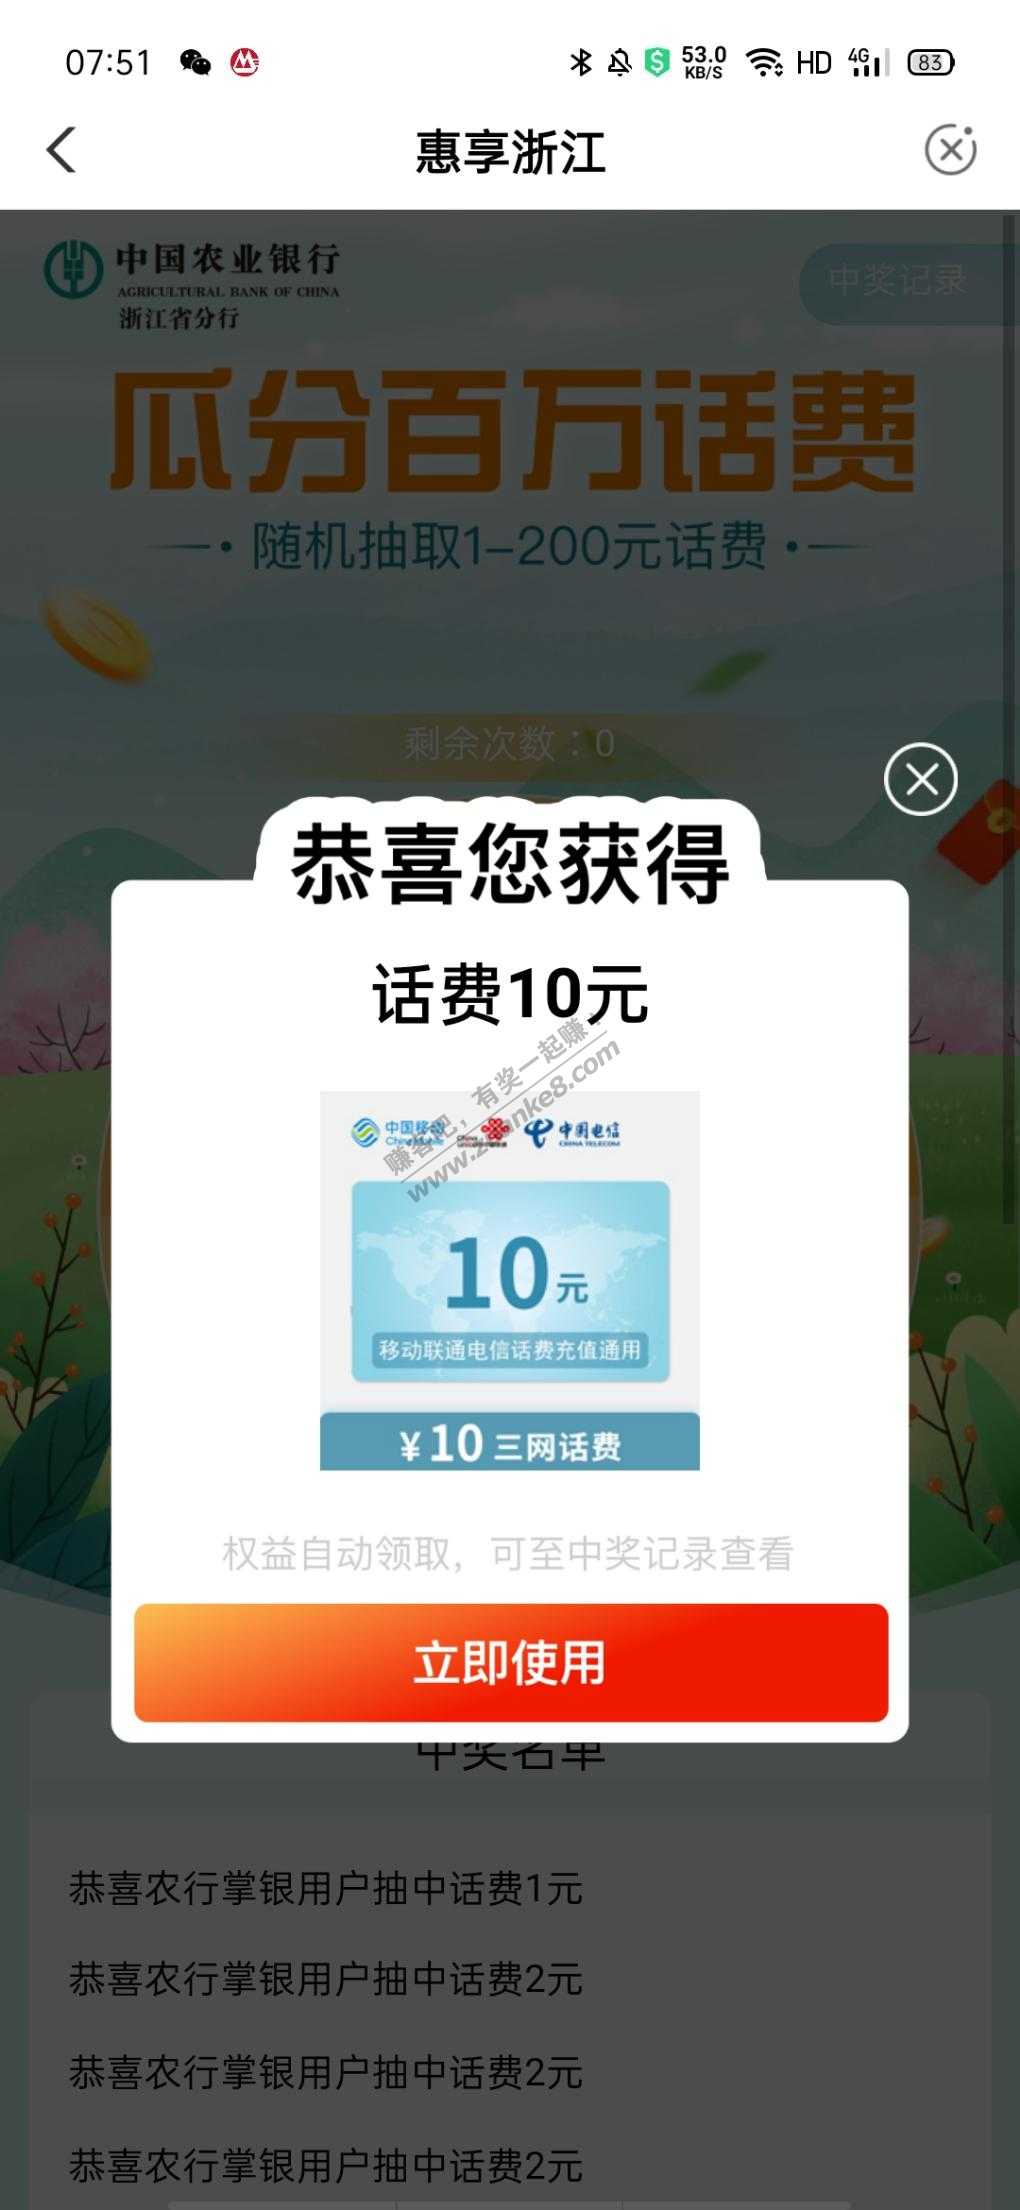 07:51
53.0
KB/S
HD
4G
83
惠享浙江
中国农业银行
AGRICULTURAL BANK OF CHINA
浙江省分行
中奖记录
瓜分百万话费
随机抽取1-200元话费
剩余次数：0
恭喜您获得
话费10元
赚客吧，有奖一起赚！
www.zuanke8.com
中国移动
China Mobile
中国电信
CHINA TELECOM
10元
移动联通电信话费充值通用
¥10 三网话费
权益自动领取，可至中奖记录查看
立即使用
中奖名单
恭喜农行掌银用户抽中话费1元
恭喜农行掌银用户抽中话费2元
恭喜农行掌银用户抽中话费2元
恭喜农行掌银用户抽中话费2元